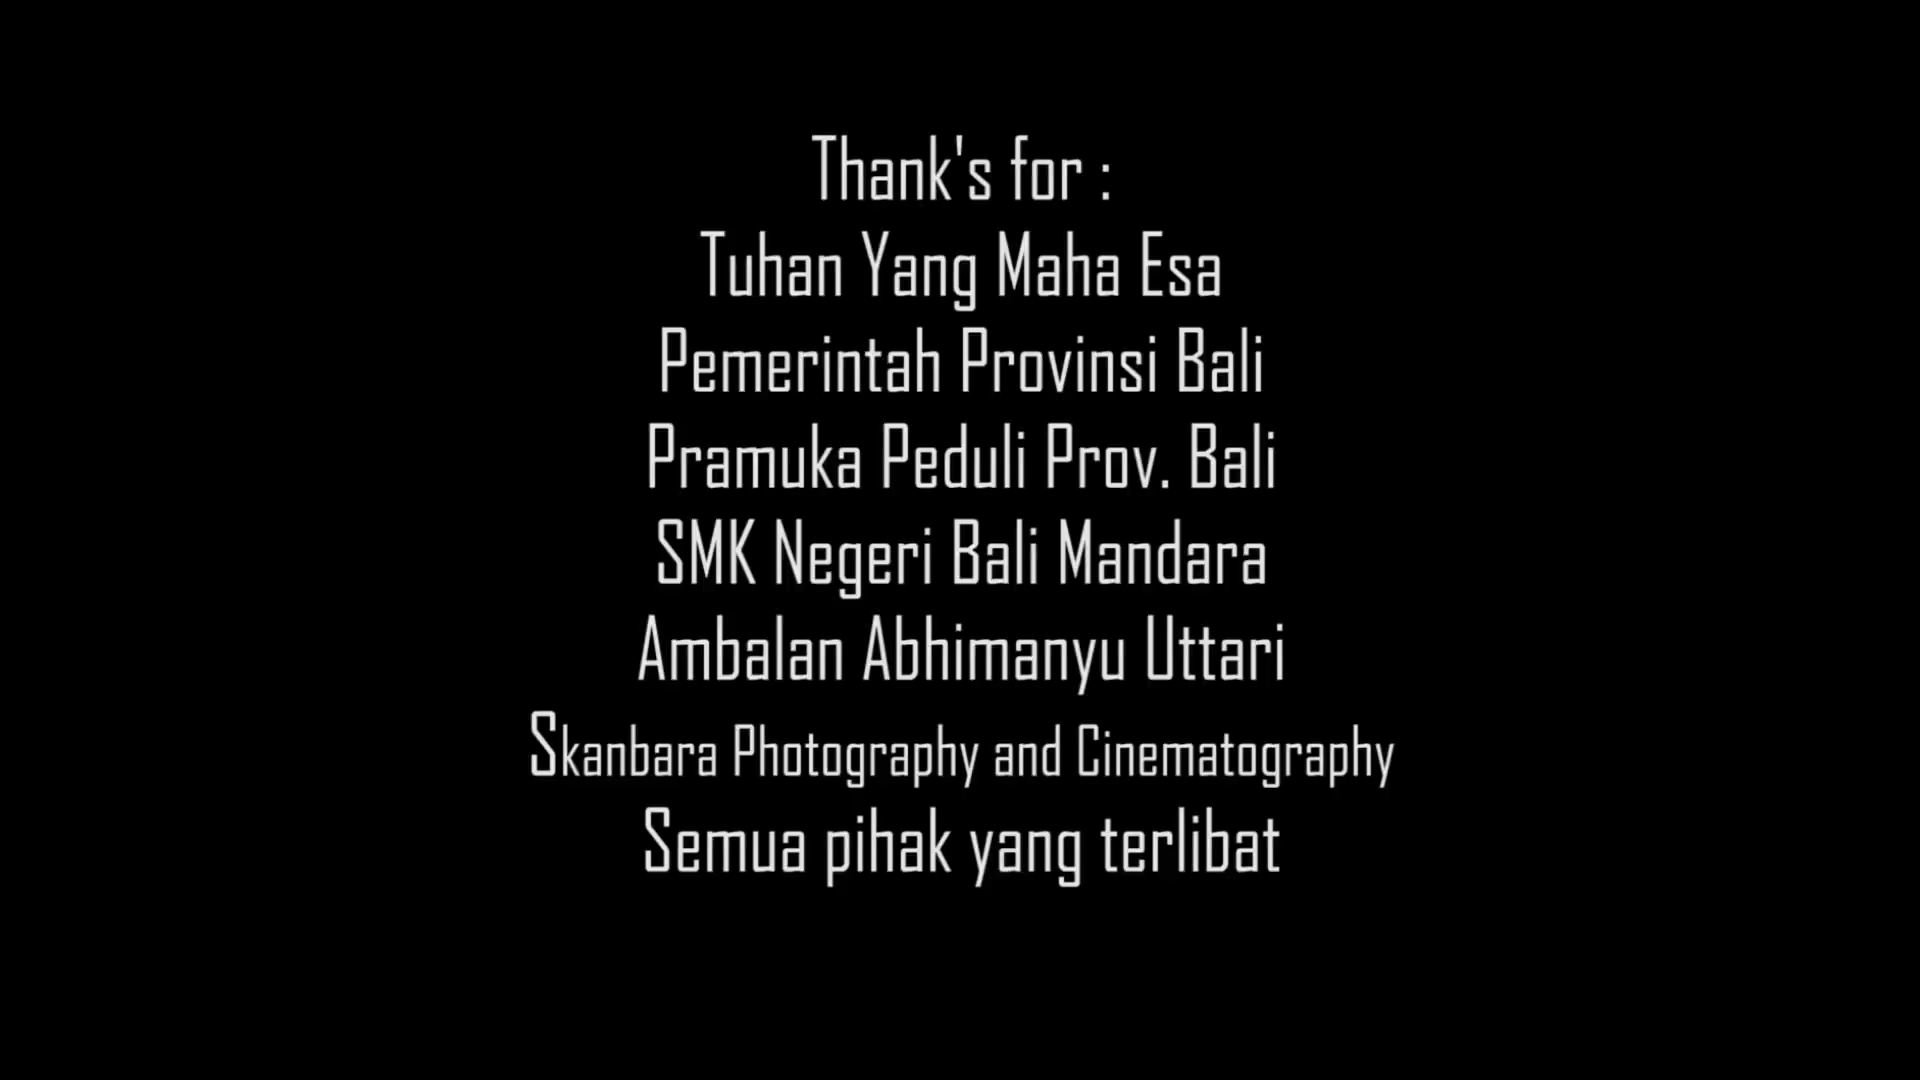 Thank's for :
Tuhan Yang Maha Esa
Pemerintah Provinsi Bali
Pramuka Peduli Prov. Bali
SMK Negeri Bali Mandara
Ambalan Abhimanyu Uttari
Skanbara Photography and Cinematography
Semua pihak yang terlibat